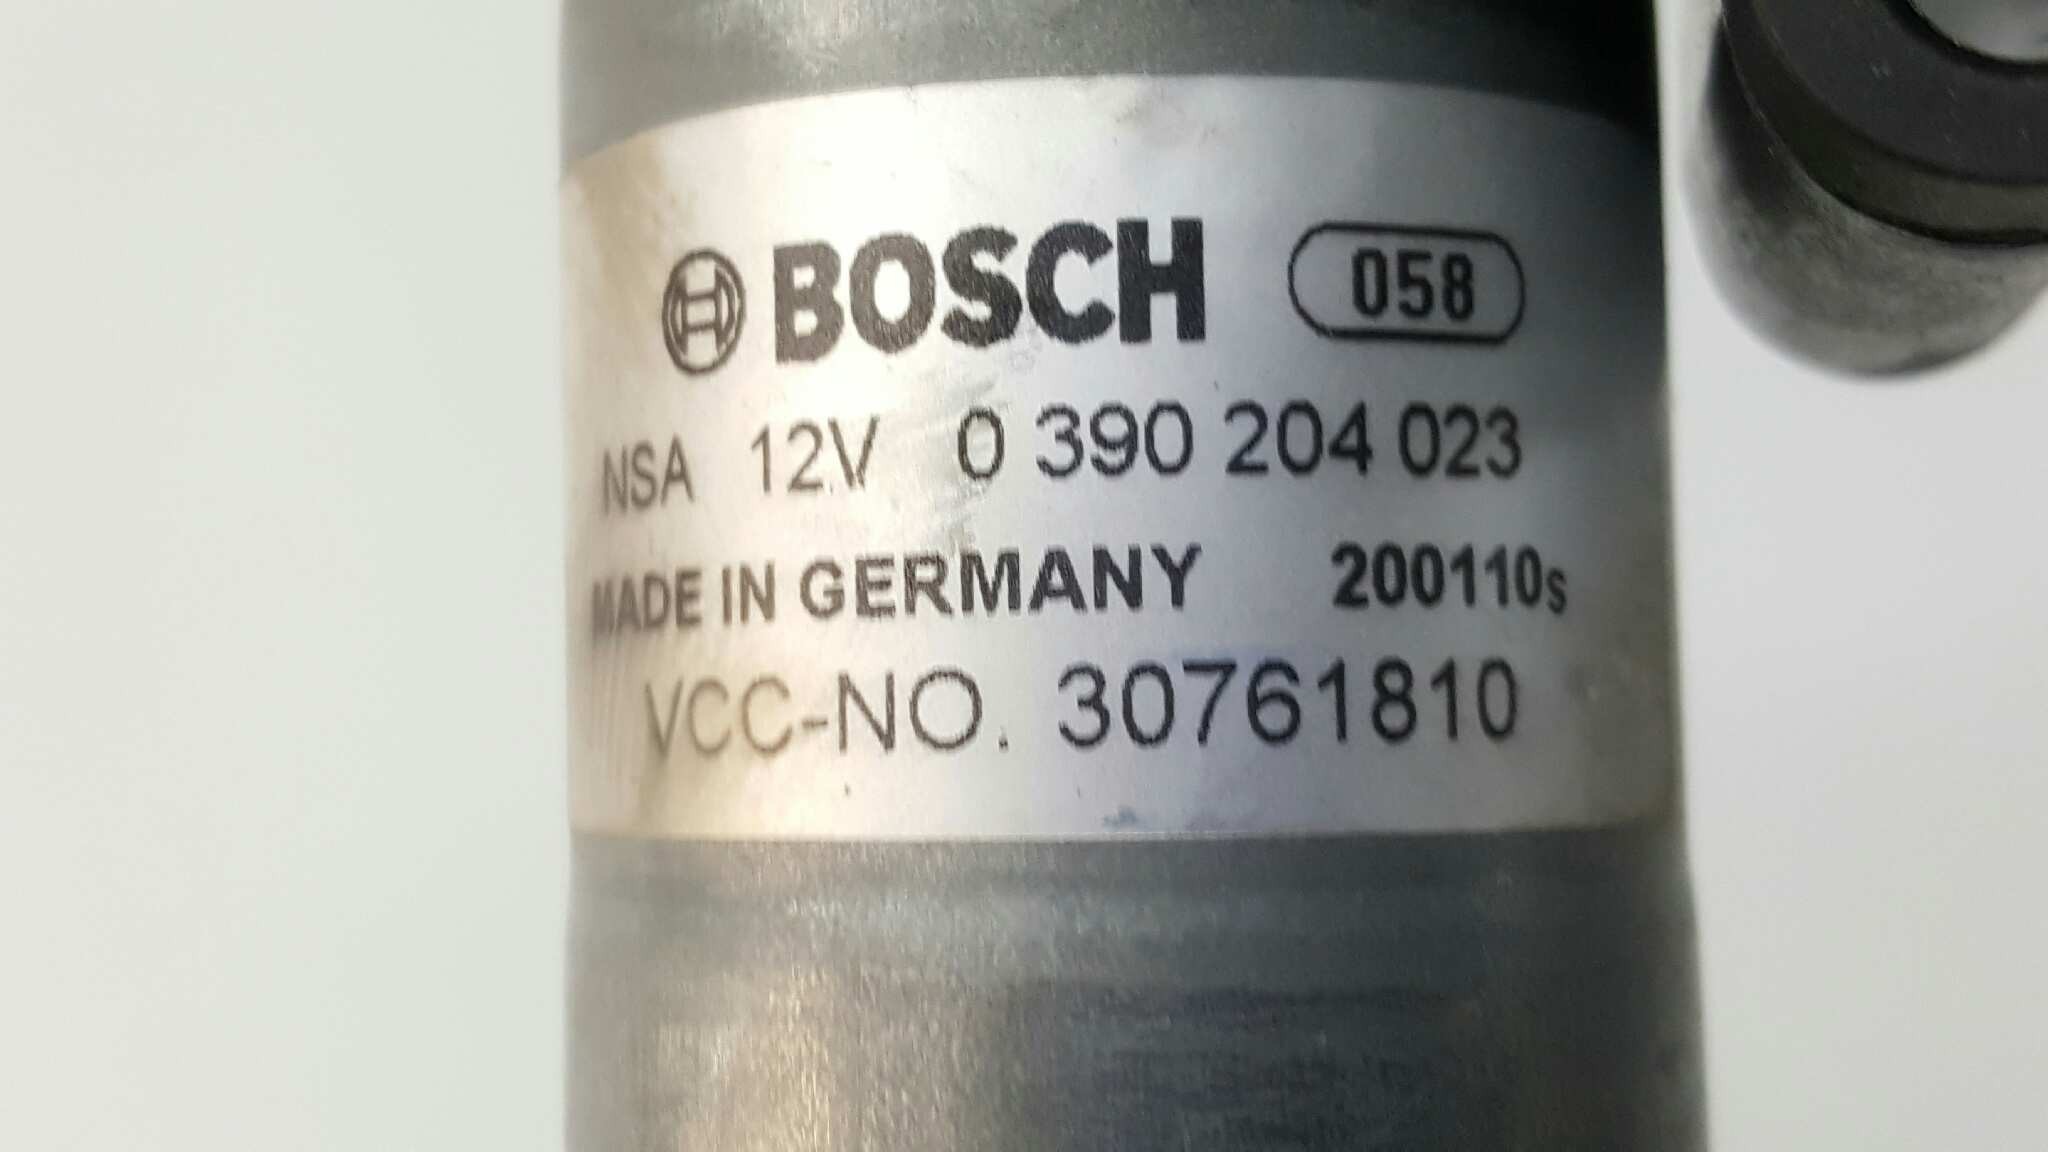 BOSCH 058
NSA 12V 0 390 204 023
MADE IN GERMANY 200110s
VCC-NO. 30761810